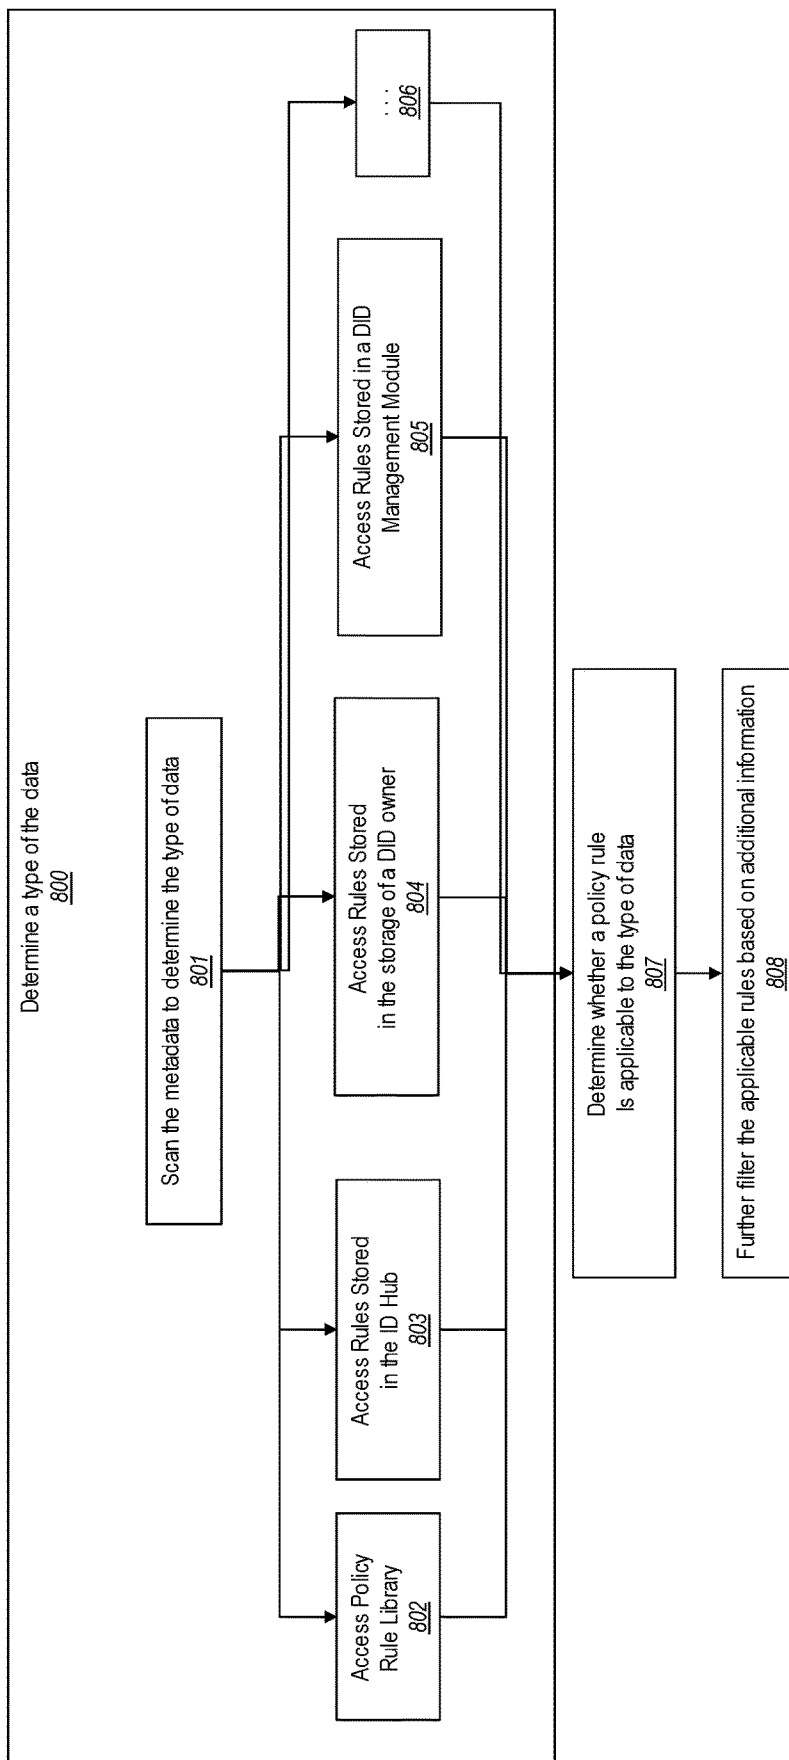 Determine a type of the data
800
Scan the metadata to determine the type of data
801
Access Policy
Rule Library
802
Access Rules Stored
in the ID Hub
803
Access Rules Stored
in the storage of a DID owner
804
Access Rules Stored in a DID
Management Module
805
. . .
806
Determine whether a policy rule
Is applicable to the type of data
807
Further filter the applicable rules based on additional information
808